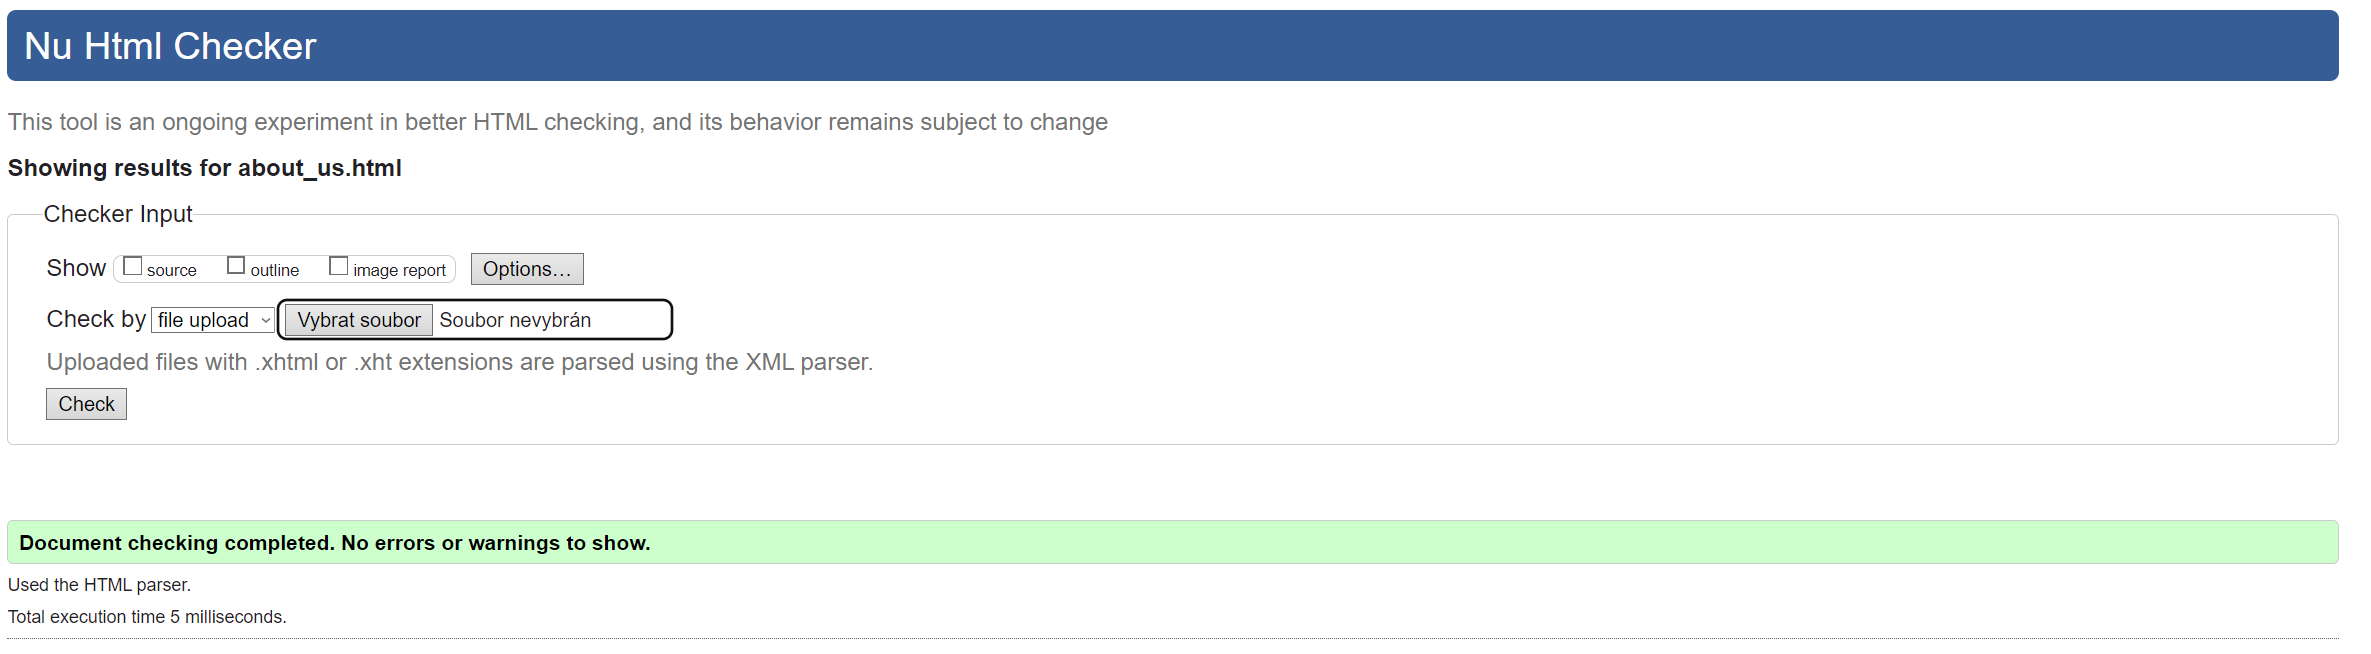 Nu Html Checker
This tool is an ongoing experiment in better HTML checking, and its behavior remains subject to change
Showing results for about_us.html
Checker Input
Show source outline image report Options…
Check by file upload Vybrat soubor Soubor nevybrán
Uploaded files with .xhtml or .xht extensions are parsed using the XML parser.
Check
Document checking completed. No errors or warnings to show.
Used the HTML parser.
Total execution time 5 milliseconds.